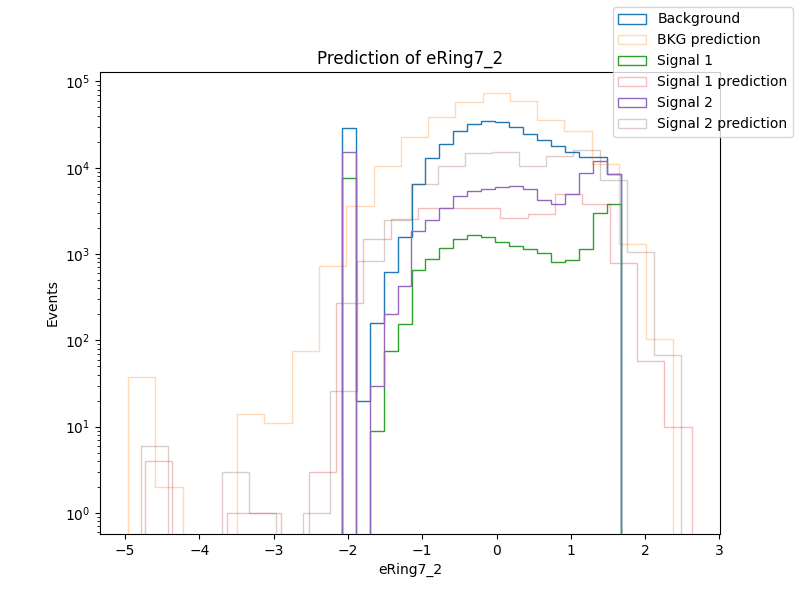 Prediction of eRing7_2
Background
BKG prediction
Signal 1
Signal 1 prediction
Signal 2
Signal 2 prediction
Events
10^5
10^4
10^3
10^2
10^1
10^0
−5 −4 −3 −2 −1 0 1 2 3
eRing7_2